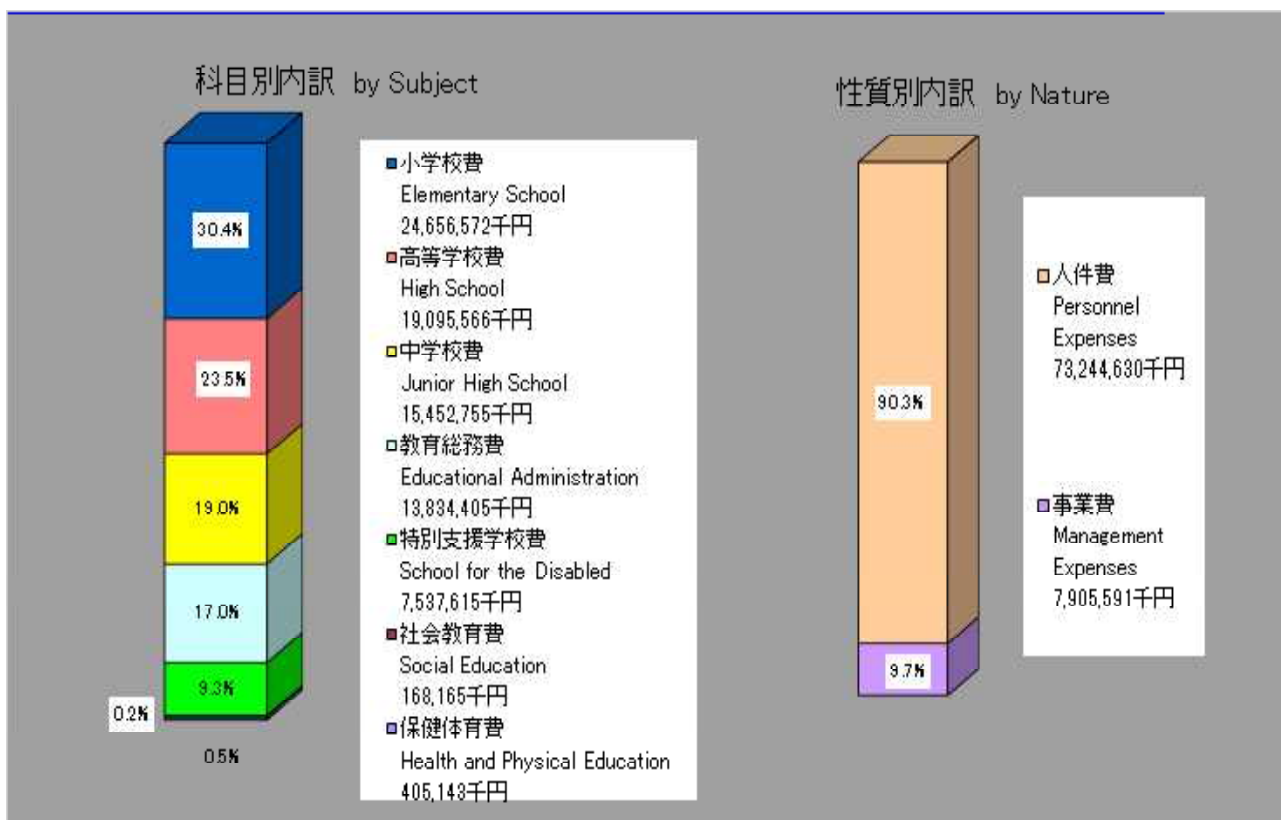 科目別内訳 by Subject
30.4%
23.5%
19.0%
17.0%
9.3%
0.2%
0.5%
■小学校費
Elementary School
24,656,572千円
■高等学校費
High School
19,095,566千円
■中学校費
Junior High School
15,452,755千円
■教育総務費
Educational Administration
13,834,405千円
■特別支援学校費
School for the Disabled
7,537,615千円
■社会教育費
Social Education
168,165千円
■保健体育費
Health and Physical Education
405,143千円
性質別内訳 by Nature
90.3%
9.7%
■人件費
Personnel
Expenses
73,244,630千円
■事業費
Management
Expenses
7,905,591千円